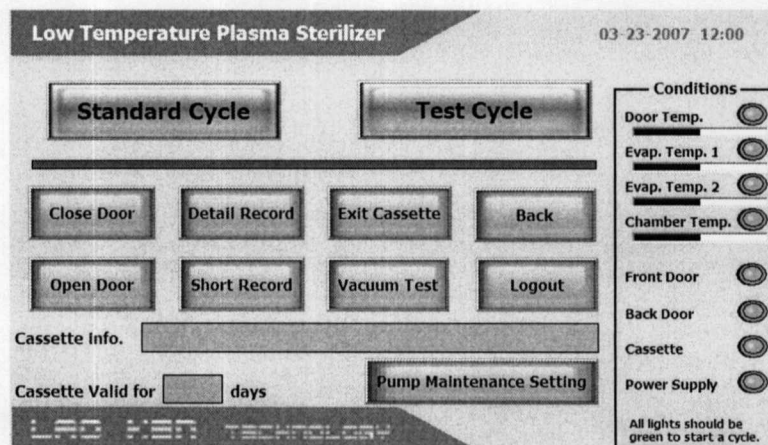 Low Temperature Plasma Sterilizer
03-23-2007 12:00
Standard Cycle
Test Cycle
Close Door
Detail Record
Exit Cassette
Back
Open Door
Short Record
Vacuum Test
Logout
Cassette Info.
Cassette Valid for days
Pump Maintenance Setting
Conditions
Door Temp.
Evap. Temp. 1
Evap. Temp. 2
Chamber Temp.
Front Door
Back Door
Cassette
Power Supply
All lights should be
green to start a cycle.
TECHNOLOGY